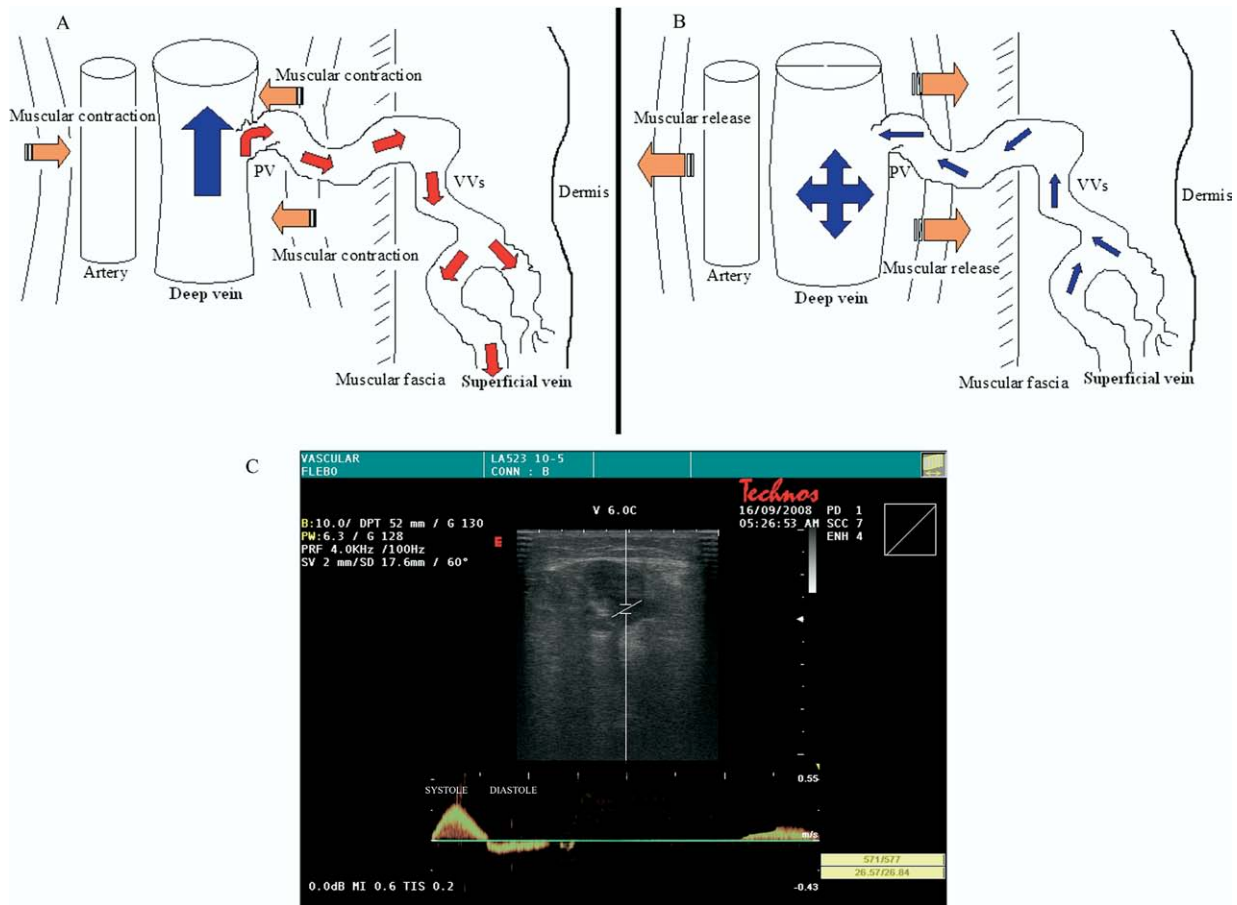 A
Muscular contraction
Muscular contraction
PV
VVs
Dermis
Muscular contraction
Artery
Deep vein
Muscular fascia
Superficial vein
B
Muscular release
PV
VVs
Dermis
Muscular release
Artery
Deep vein
Muscular fascia
Superficial vein
C
VASCULAR
FLEBO
LA523 10-5
CONN : B
Technos
V 6.0C
16/09/2008 PD 1
05:26:53 AM SCC 7
ENH 4
B:10.0/ DPT 52 mm / G 130
PW:6.3 / G 128
PRF 4.0KHz /100Hz
SV 2 mm/SD 17.6mm / 60°
E
0.55
SYSTOLE DIASTOLE
m/s
571/577
26.57/26.84
0.0dB MI 0.6 TIS 0.2
-0.43